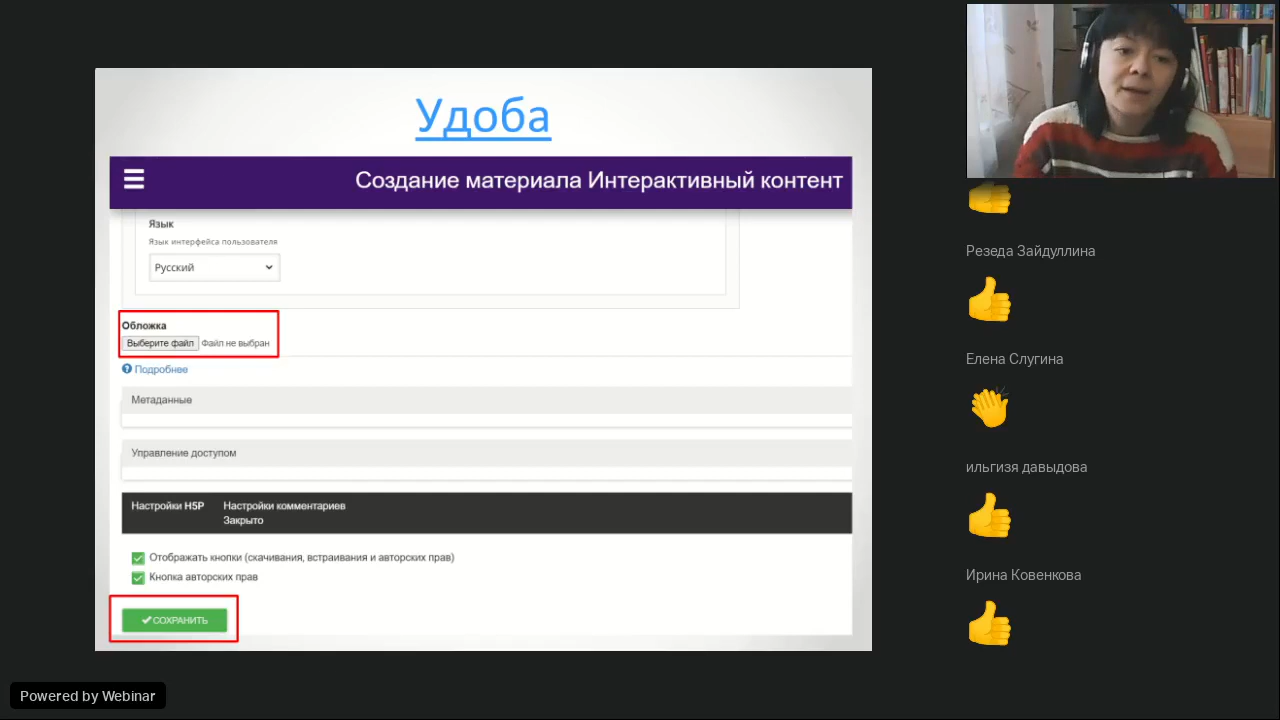 Удоба
Создание материала Интерактивный контент
Язык
Язык интерфейса пользователя
Русский
Обложка
Выберите файл Файл не выбран
Подробнее
Метаданные
Управление доступом
Настройки H5P Настройки комментариев
Закрыто
Отображать кнопки (скачивания, встраивания и авторских прав)
Кнопка авторских прав
СОХРАНИТЬ
Резеда Зайдуллина
Елена Слугина
ильгизя давыдова
Ирина Ковенкова
Powered by Webinar